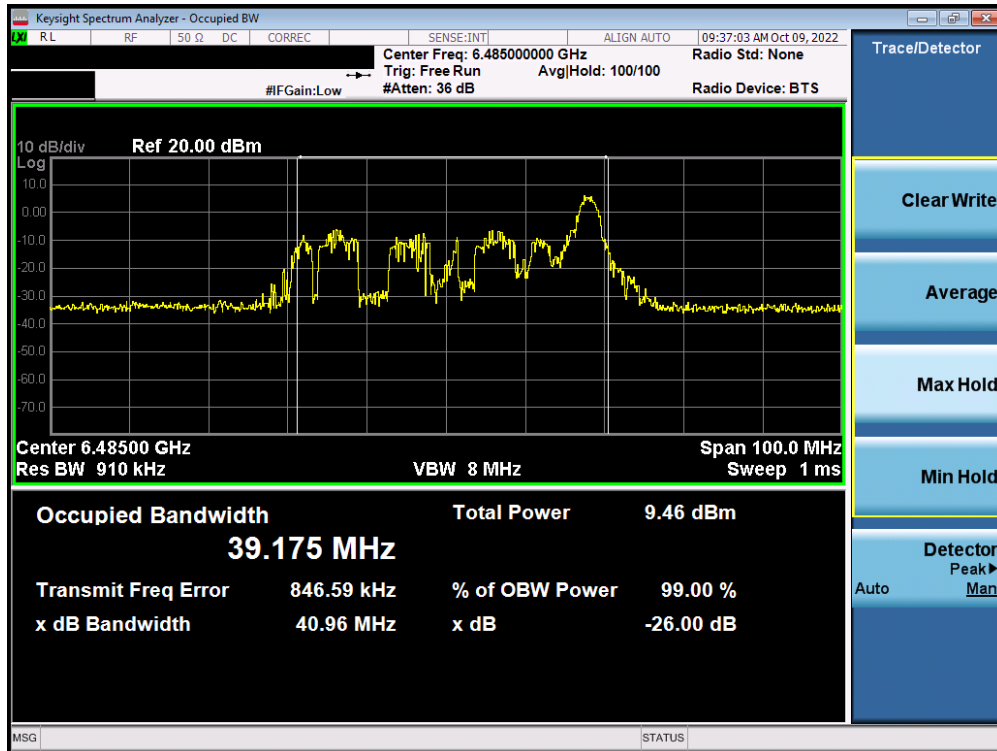 Keysight Spectrum Analyzer - Occupied BW
LXI RL RF 50 Ω DC CORREC SENSE:INT ALIGN AUTO 09:37:03 AM Oct 09, 2022
Center Freq: 6.485000000 GHz Radio Std: None
Trig: Free Run Avg|Hold: 100/100
#IFGain:Low #Atten: 36 dB Radio Device: BTS
10 dB/div Ref 20.00 dBm
Log
10.0
0.00
-10.0
-20.0
-30.0
-40.0
-50.0
-60.0
-70.0
Center 6.48500 GHz Span 100.0 MHz
Res BW 910 kHz VBW 8 MHz Sweep 1 ms
Occupied Bandwidth Total Power 9.46 dBm
39.175 MHz
Transmit Freq Error 846.59 kHz % of OBW Power 99.00 %
x dB Bandwidth 40.96 MHz x dB -26.00 dB
MSG STATUS
Trace/Detector
Clear Write
Average
Max Hold
Min Hold
Detector
Peak▶
Auto Man